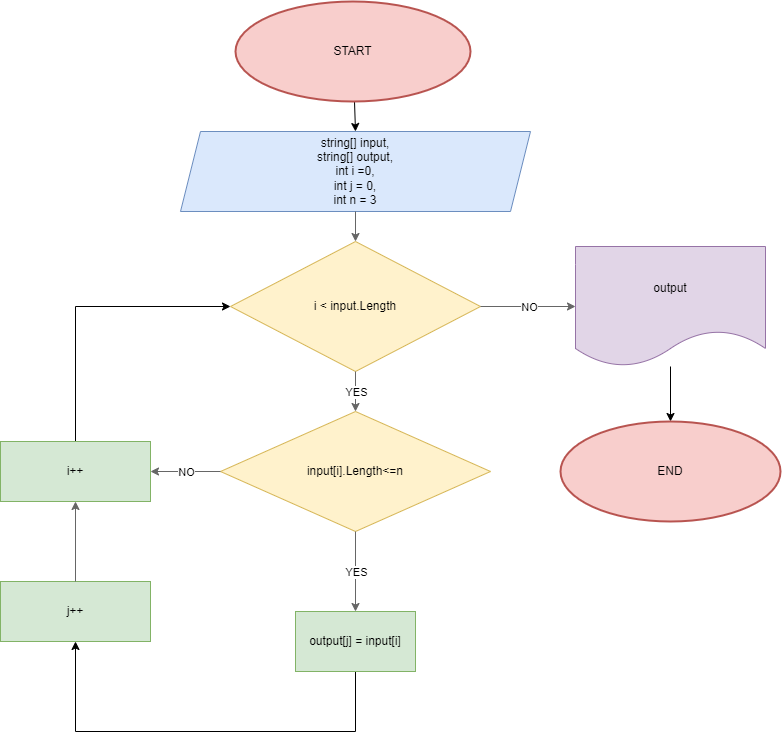 START
string[] input,
string[] output,
int i =0,
int j = 0,
int n = 3
i < input.Length
NO
output
YES
i++
NO
input[i].Length<=n
END
YES
j++
output[j] = input[i]